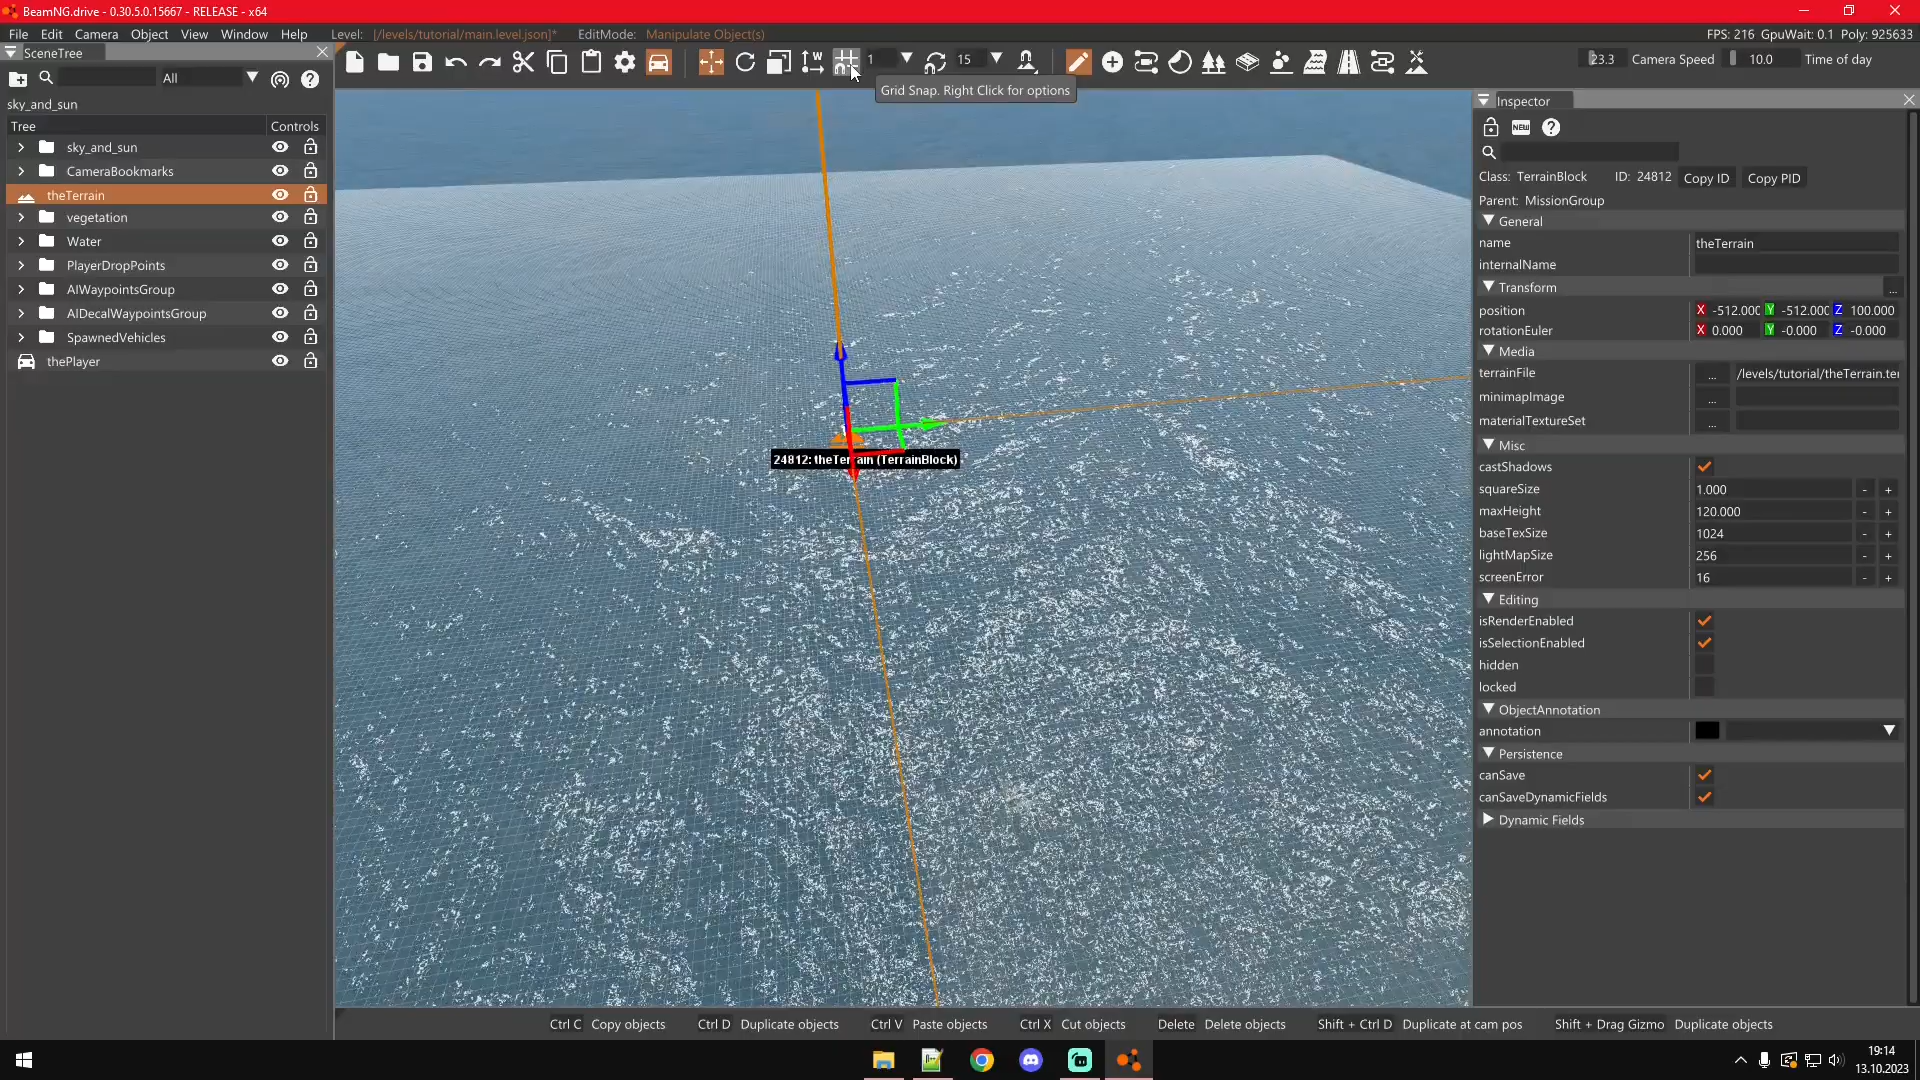 BeamNG.drive - 0.30.5.0.15667 - RELEASE - x64
File Edit Camera Object View Window Help Level: [/levels/tutorial/main.level.json]* EditMode: Manipulate Object(s) FPS: 216 GpuWait: 0.1 Poly: 925633
SceneTree
1 15 23.3 Camera Speed 10.0 Time of day
All
Grid Snap. Right Click for options
sky_and_sun
Tree Controls
sky_and_sun
CameraBookmarks
theTerrain
vegetation
Water
PlayerDropPoints
AIWaypointsGroup
AIDecalWaypointsGroup
SpawnedVehicles
thePlayer
24812: theTerrain (TerrainBlock)
Inspector
NEW
Class: TerrainBlock ID: 24812 Copy ID Copy PID
Parent: MissionGroup
General
name theTerrain
internalName
Transform ...
position X -512.000 Y -512.000 Z 100.000
rotationEuler X 0.000 Y -0.000 Z -0.000
Media
terrainFile ... /levels/tutorial/theTerrain.ter
minimapImage ...
materialTextureSet ...
Misc
castShadows
squareSize 1.000 - +
maxHeight 120.000 - +
baseTexSize 1024 - +
lightMapSize 256 - +
screenError 16 - +
Editing
isRenderEnabled
isSelectionEnabled
hidden
locked
ObjectAnnotation
annotation
Persistence
canSave
canSaveDynamicFields
Dynamic Fields
Ctrl C Copy objects Ctrl D Duplicate objects Ctrl V Paste objects Ctrl X Cut objects Delete Delete objects Shift + Ctrl D Duplicate at cam pos Shift + Drag Gizmo Duplicate objects
19:14
13.10.2023